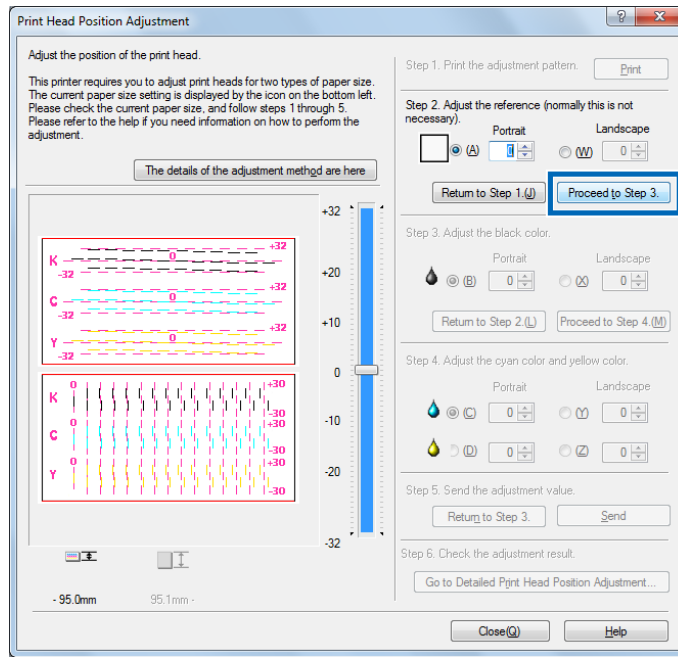 Print Head Position Adjustment
Adjust the position of the print head.
This printer requires you to adjust print heads for two types of paper size.
The current paper size setting is displayed by the icon on the bottom left.
Please check the current paper size, and follow steps 1 through 5.
Please refer to the help if you need information on how to perform the
adjustment.
The details of the adjustment method are here
+32
+20
+10
0
-10
-20
-32
K -32 0 +32
C -32 0 +32
Y -32 0 +32
K 0 +30 -30
C 0 +30 -30
Y 0 +30 -30
- 95.0mm
95.1mm -
Step 1. Print the adjustment pattern.
Print
Step 2. Adjust the reference (normally this is not
necessary).
Portrait Landscape
(A) 0 (W) 0
Return to Step 1.(J) Proceed to Step 3.
Step 3. Adjust the black color.
Portrait Landscape
(B) 0 (X) 0
Return to Step 2.(L) Proceed to Step 4.(M)
Step 4. Adjust the cyan color and yellow color.
Portrait Landscape
(C) 0 (Y) 0
(D) 0 (Z) 0
Step 5. Send the adjustment value.
Return to Step 3. Send
Step 6. Check the adjustment result.
Go to Detailed Print Head Position Adjustment...
Close(Q) Help